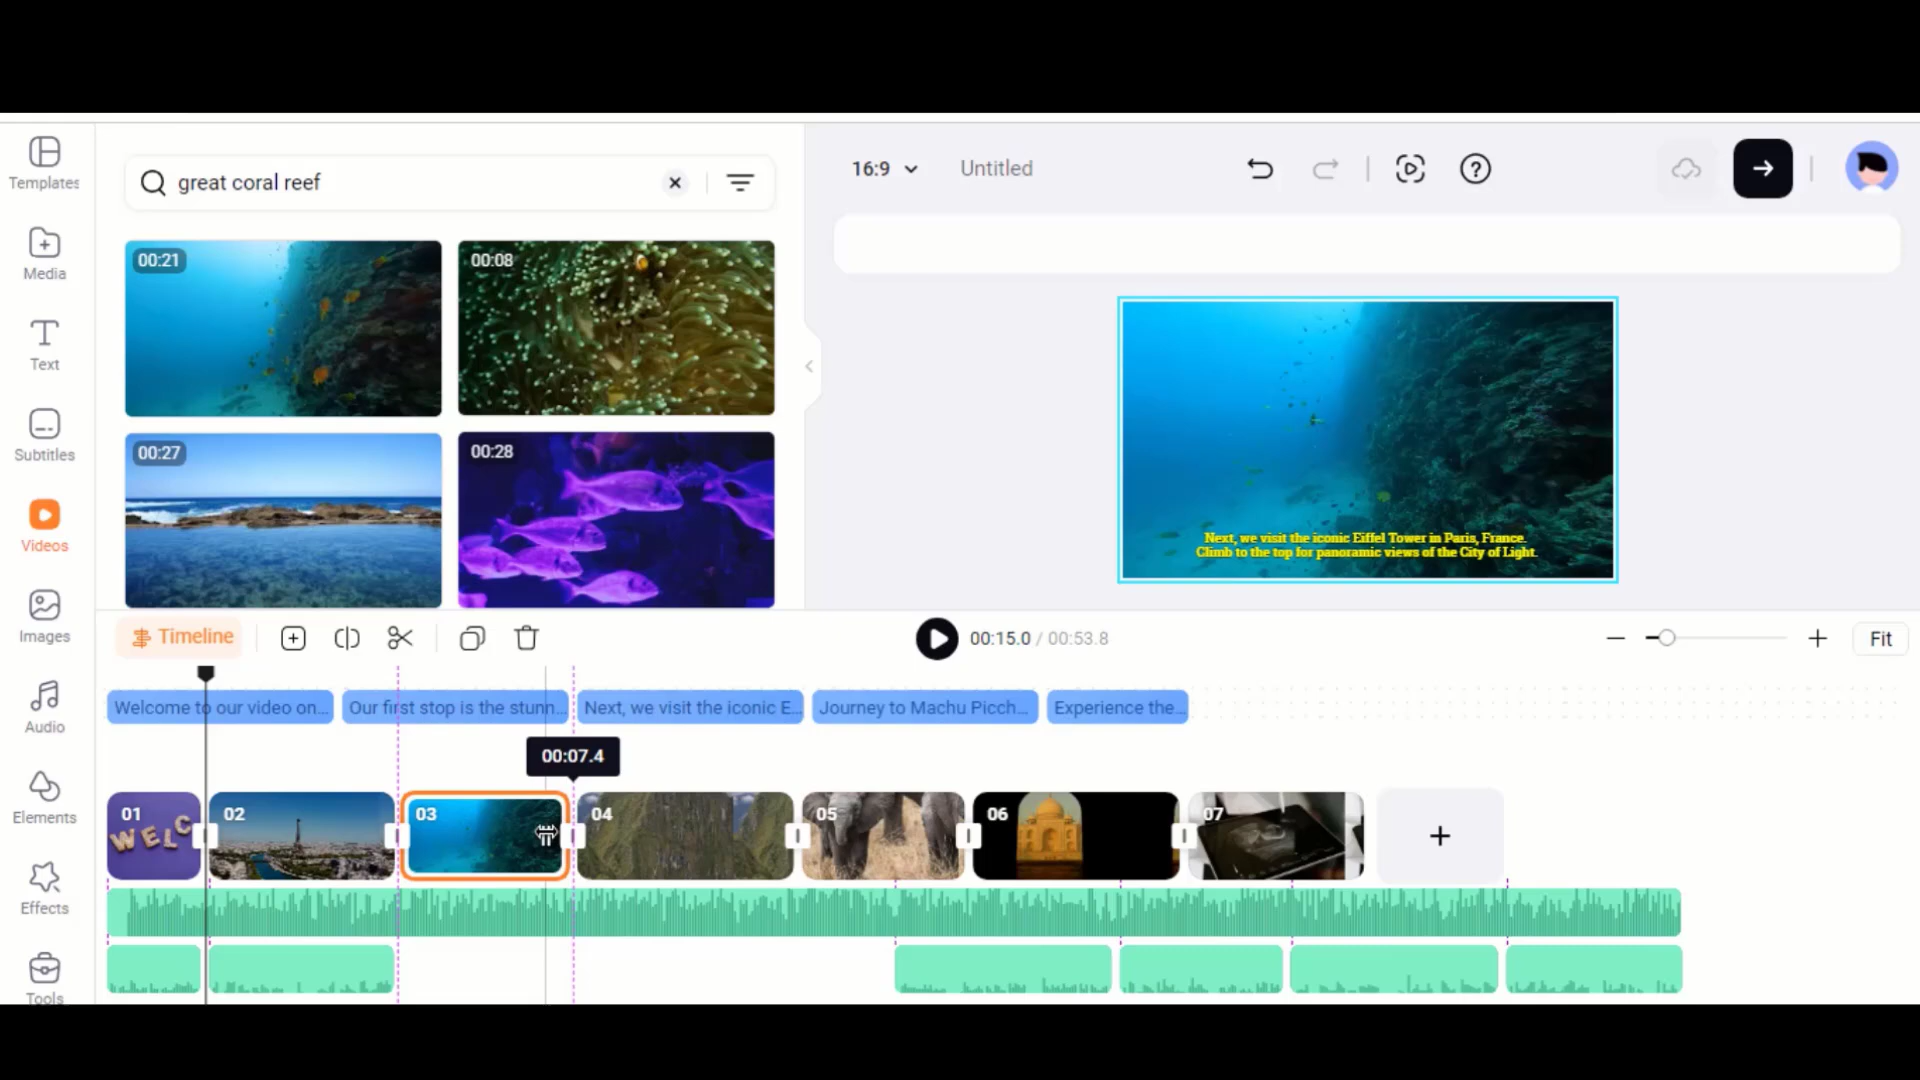 Templates
Media
Text
Subtitles
Videos
Images
Audio
Elements
Effects
Tools
great coral reef
00:21
00:08
00:27
00:28
16:9
Untitled
Next, we visit the iconic Eiffel Tower in Paris, France.
Climb to the top for panoramic views of the City of Light.
Timeline
00:15.0 / 00:53.8
Fit
Welcome to our video on...
Our first stop is the stunn...
Next, we visit the iconic E...
Journey to Machu Picch...
Experience the...
00:07.4
01
WELC
02
03
04
05
06
07